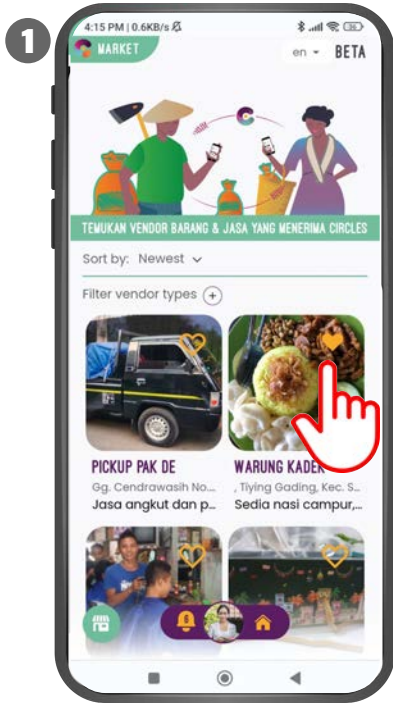 1
4:15 PM | 0.6KB/s
MARKET
en
BETA
TEMUKAN VENDOR BARANG & JASA YANG MENERIMA CIRCLES
Sort by: Newest
Filter vendor types +
PICKUP PAK DE
Gg. Cendrawasih No...
Jasa angkut dan p...
WARUNG KADEK
, Tiying Gading, Kec. S...
Sedia nasi campur,...
6